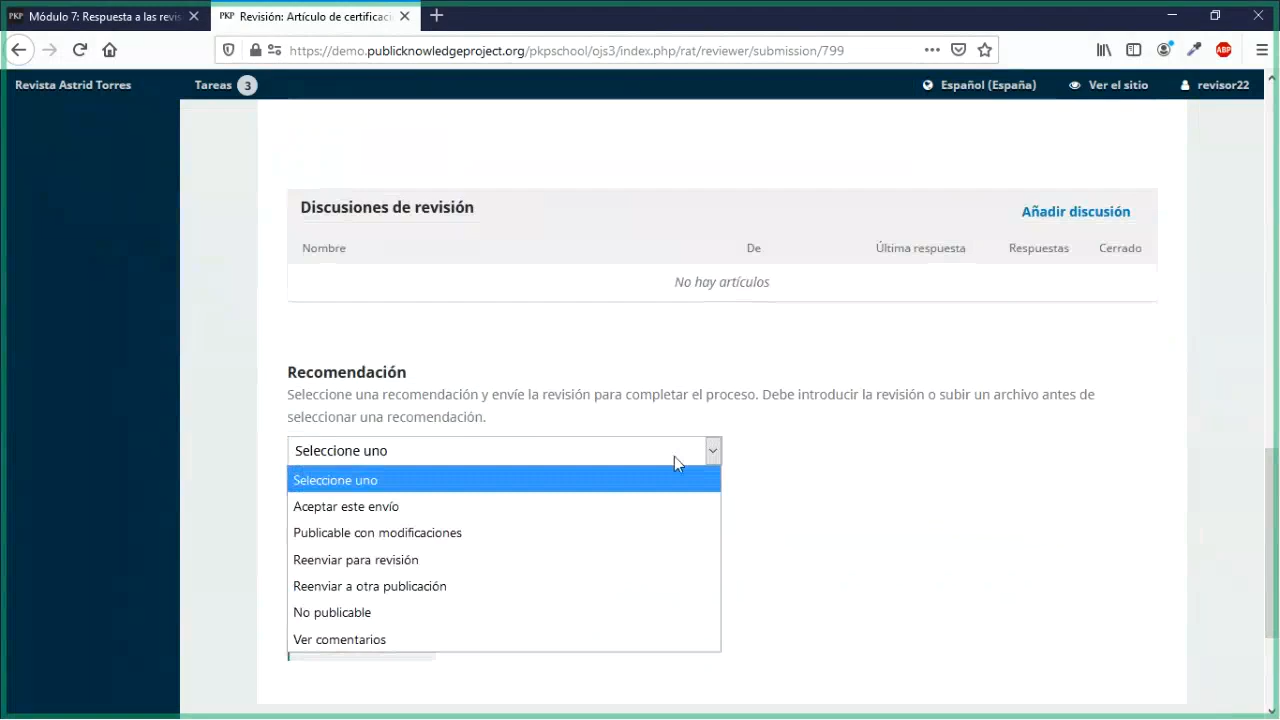 PKP Módulo 7: Respuesta a las revis
PKP Revisión: Artículo de certificac
https://demo.publicknowledgeproject.org/pkpschool/ojs3/index.php/rat/reviewer/submission/799
ABP
Revista Astrid Torres
Tareas 3
Español (España)
Ver el sitio
revisor22
Discusiones de revisión
Añadir discusión
Nombre De Última respuesta Respuestas Cerrado
No hay artículos
Recomendación
Seleccione una recomendación y envíe la revisión para completar el proceso. Debe introducir la revisión o subir un archivo antes de
seleccionar una recomendación.
Seleccione uno
Seleccione uno
Aceptar este envío
Publicable con modificaciones
Reenviar para revisión
Reenviar a otra publicación
No publicable
Ver comentarios